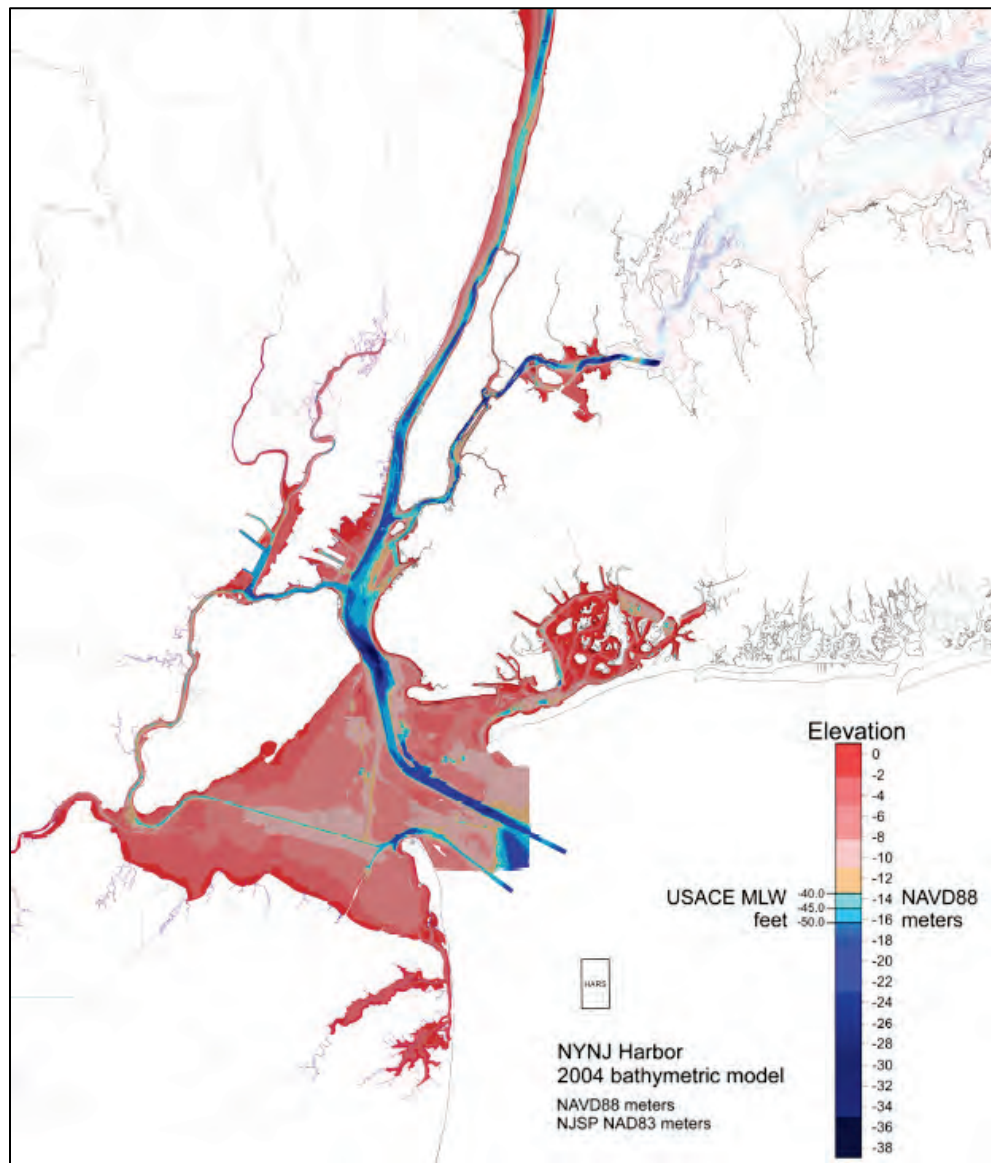 Elevation
0
-2
-4
-6
-8
-10
-12
USACE MLW -40.0 -14 NAVD88
feet -45.0 -16 meters
-50.0
-18
-20
-22
-24
-26
-28
-30
-32
-34
-36
-38
HARS
NYNJ Harbor
2004 bathymetric model
NAVD88 meters
NJSP NAD83 meters